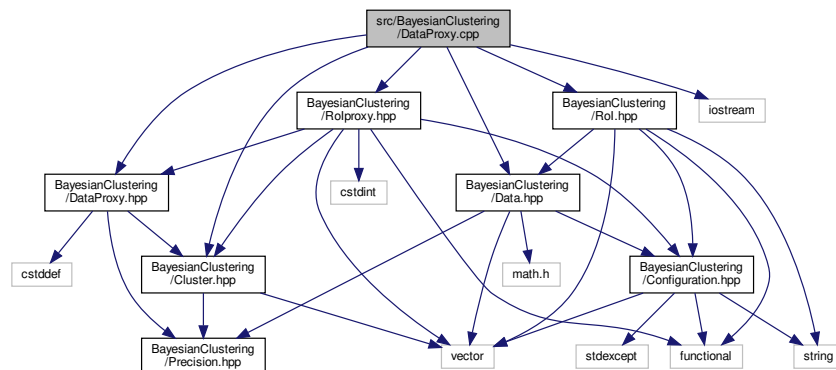 src/BayesianClustering
/DataProxy.cpp
BayesianClustering
/RoIproxy.hpp
BayesianClustering
/RoI.hpp
iostream
BayesianClustering
/DataProxy.hpp
cstdint
BayesianClustering
/Data.hpp
cstddef
BayesianClustering
/Cluster.hpp
math.h
BayesianClustering
/Configuration.hpp
BayesianClustering
/Precision.hpp
vector
stdexcept
functional
string